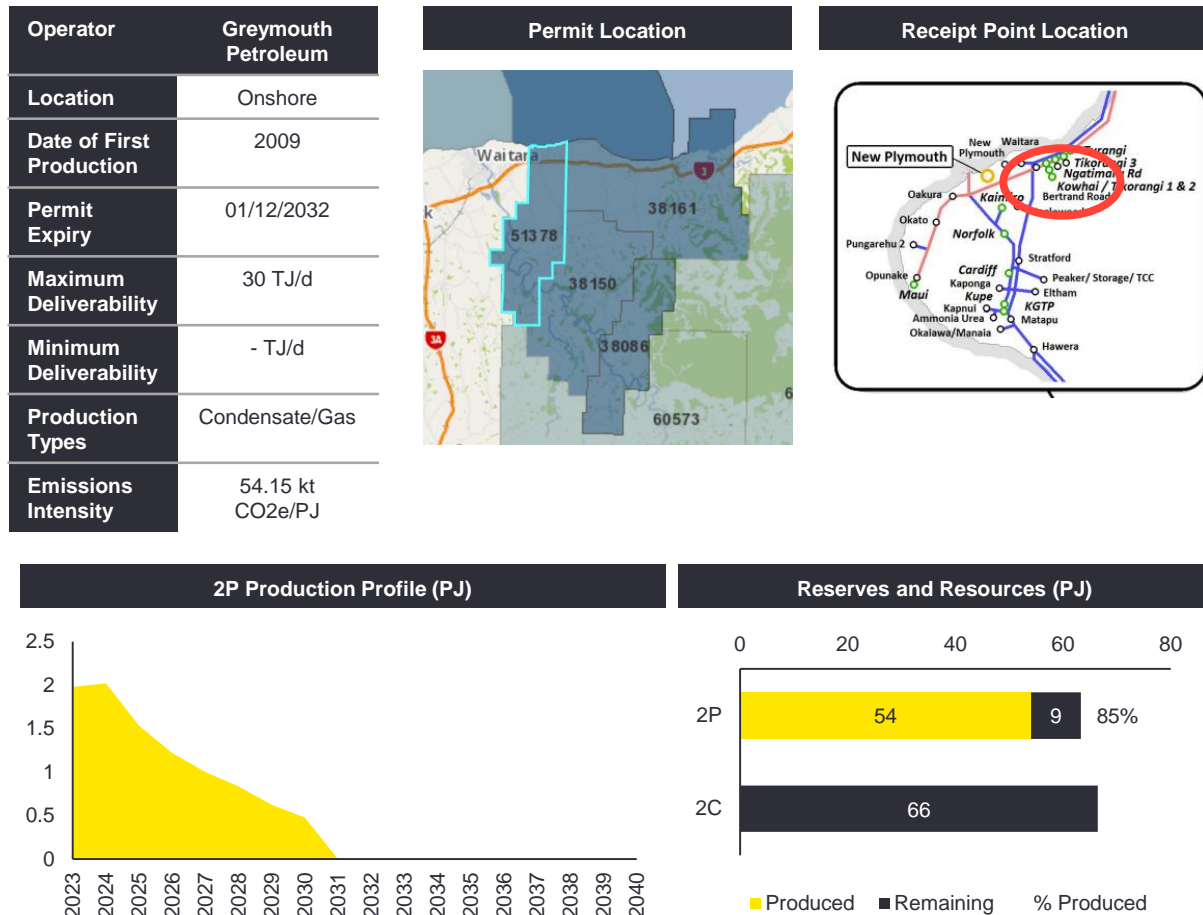 Operator
Greymouth
Petroleum
Location
Onshore
Date of First
Production
2009
Permit
Expiry
01/12/2032
Maximum
Deliverability
30 TJ/d
Minimum
Deliverability
- TJ/d
Production
Types
Condensate/Gas
Emissions
Intensity
54.15 kt
CO2e/PJ
Permit Location
Waitara
3
38161
51378
38150
3A
38086
60573
6
Receipt Point Location
New
Plymouth
Waitara
New Plymouth
Turangi
Tikorangi 3
Ngatimaru Rd
Kowhai / Tikorangi 1 & 2
Bertrand Road
Oakura
Kaimiro
Okato
Norfolk
Pungarehu 2
Stratford
Cardiff
Peaker/ Storage/ TCC
Opunake
Kaponga
Eltham
Maui
Kupe
KGTP
Kapnui
Ammonia Urea
Matapu
Okaiawa/Manaia
Hawera
2P Production Profile (PJ)
2.5
2
1.5
1
0.5
0
2023
2024
2025
2026
2027
2028
2029
2030
2031
2032
2033
2034
2035
2036
2037
2038
2039
2040
Reserves and Resources (PJ)
0 20 40 60 80
2P
54
9
85%
2C
66
Produced
Remaining
% Produced